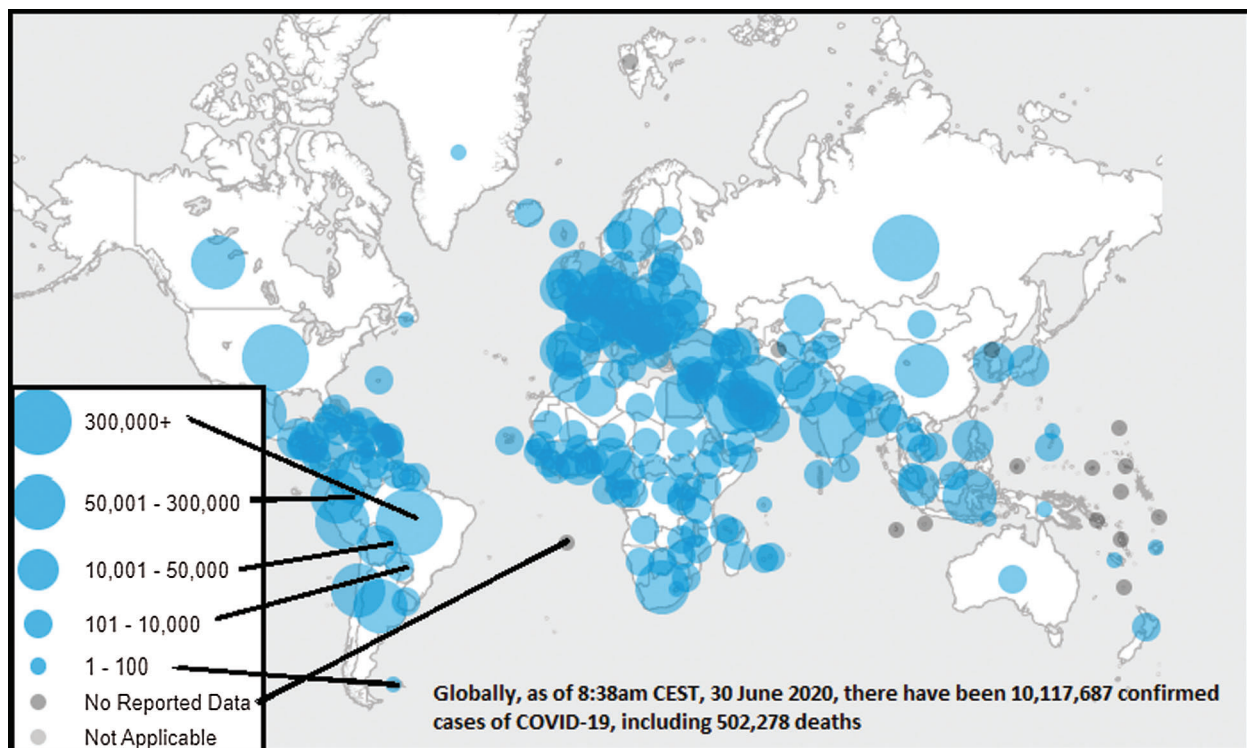 300,000+
50,001 - 300,000
10,001 - 50,000
101 - 10,000
1 - 100
No Reported Data
Not Applicable
Globally, as of 8:38am CEST, 30 June 2020, there have been 10,117,687 confirmed
cases of COVID-19, including 502,278 deaths